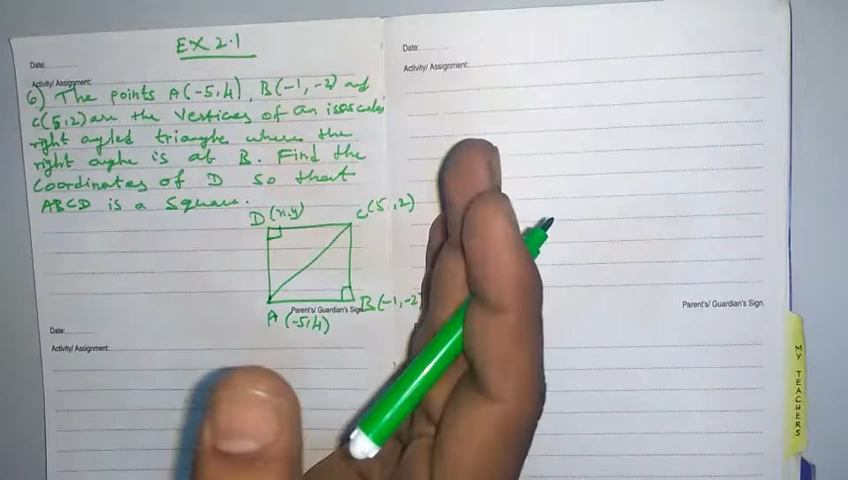 EX 2.1
Date:
Activity/ Assignment:
6) The points A(-5,4), B(-1,-2) and
C(5,2) are the vertices of an isosceles
right angled triangle where the
right angle is at B. Find the
coordinates of D so that
ABCD is a Square.
D (x,y)
C (5,2)
B (-1,-2
A (-5,4)
Parent's/ Guardian's Sign.
Date:
Activity/ Assignment:
Date:
Activity/ Assignment:
Parent's/ Guardian's Sign.
MY TEACHERS